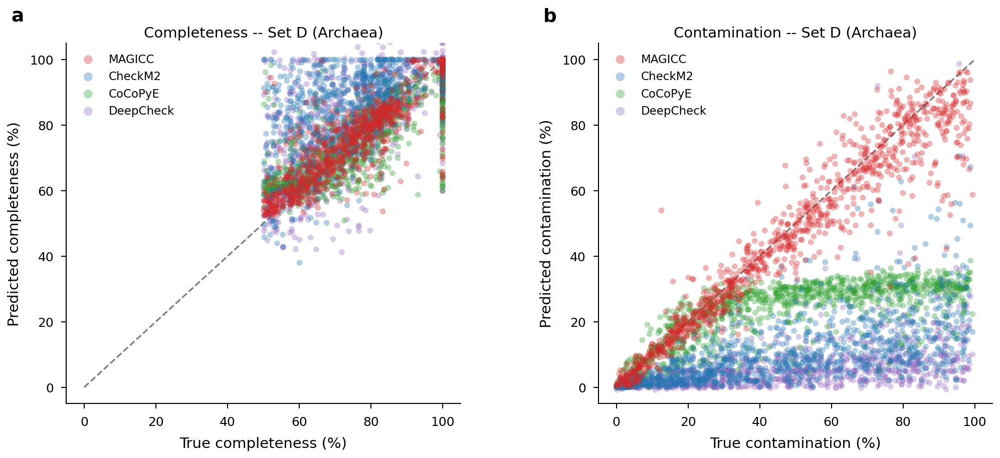 a
Completeness -- Set D (Archaea)
MAGICC
CheckM2
CoCoPyE
DeepCheck
Predicted completeness (%)
100
80
60
40
20
0
0 20 40 60 80 100
True completeness (%)
b
Contamination -- Set D (Archaea)
MAGICC
CheckM2
CoCoPyE
DeepCheck
Predicted contamination (%)
100
80
60
40
20
0
0 20 40 60 80 100
True contamination (%)